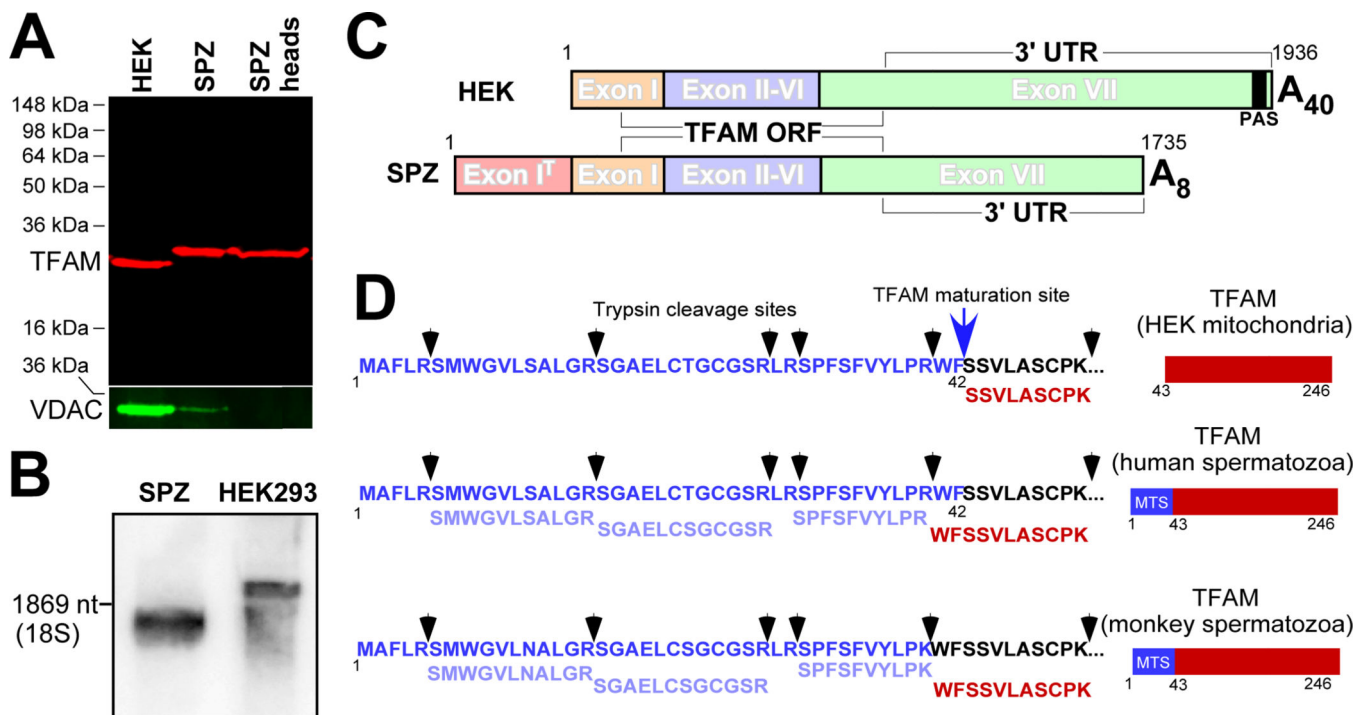 A
HEK
SPZ
SPZ heads
148 kDa
98 kDa
64 kDa
50 kDa
36 kDa
TFAM
16 kDa
36 kDa
VDAC
B
SPZ HEK293
1869 nt
(18S)
C
1 3' UTR 1936
HEK Exon I Exon II-VI Exon VII A40
PAS
1 TFAM ORF 1735
SPZ Exon IT Exon I Exon II-VI Exon VII A8
3' UTR
D
Trypsin cleavage sites
TFAM maturation site
MAFLRSMWGVLSALGRSGAELCTGCGSRLRSPFSFVYLPRWFSSVLASCPK...
1 42
SSVLASCPK
TFAM
(HEK mitochondria)
43 246
MAFLRSMWGVLSALGRSGAELCTGCGSRLRSPFSFVYLPRWFSSVLASCPK...
1 42
SMWGVLSALGR SGAELCSGCGSR SPFSFVYLPR WFSSVLASCPK
TFAM
(human spermatozoa)
MTS
1 43 246
MAFLRSMWGVLNALGRSGAELCSGCGSRLRSPFSFVYLPKWFSSVLASCPK...
1
SMWGVLNALGR SGAELCSGCGSR SPFSFVYLPK WFSSVLASCPK
TFAM
(monkey spermatozoa)
MTS
1 43 246